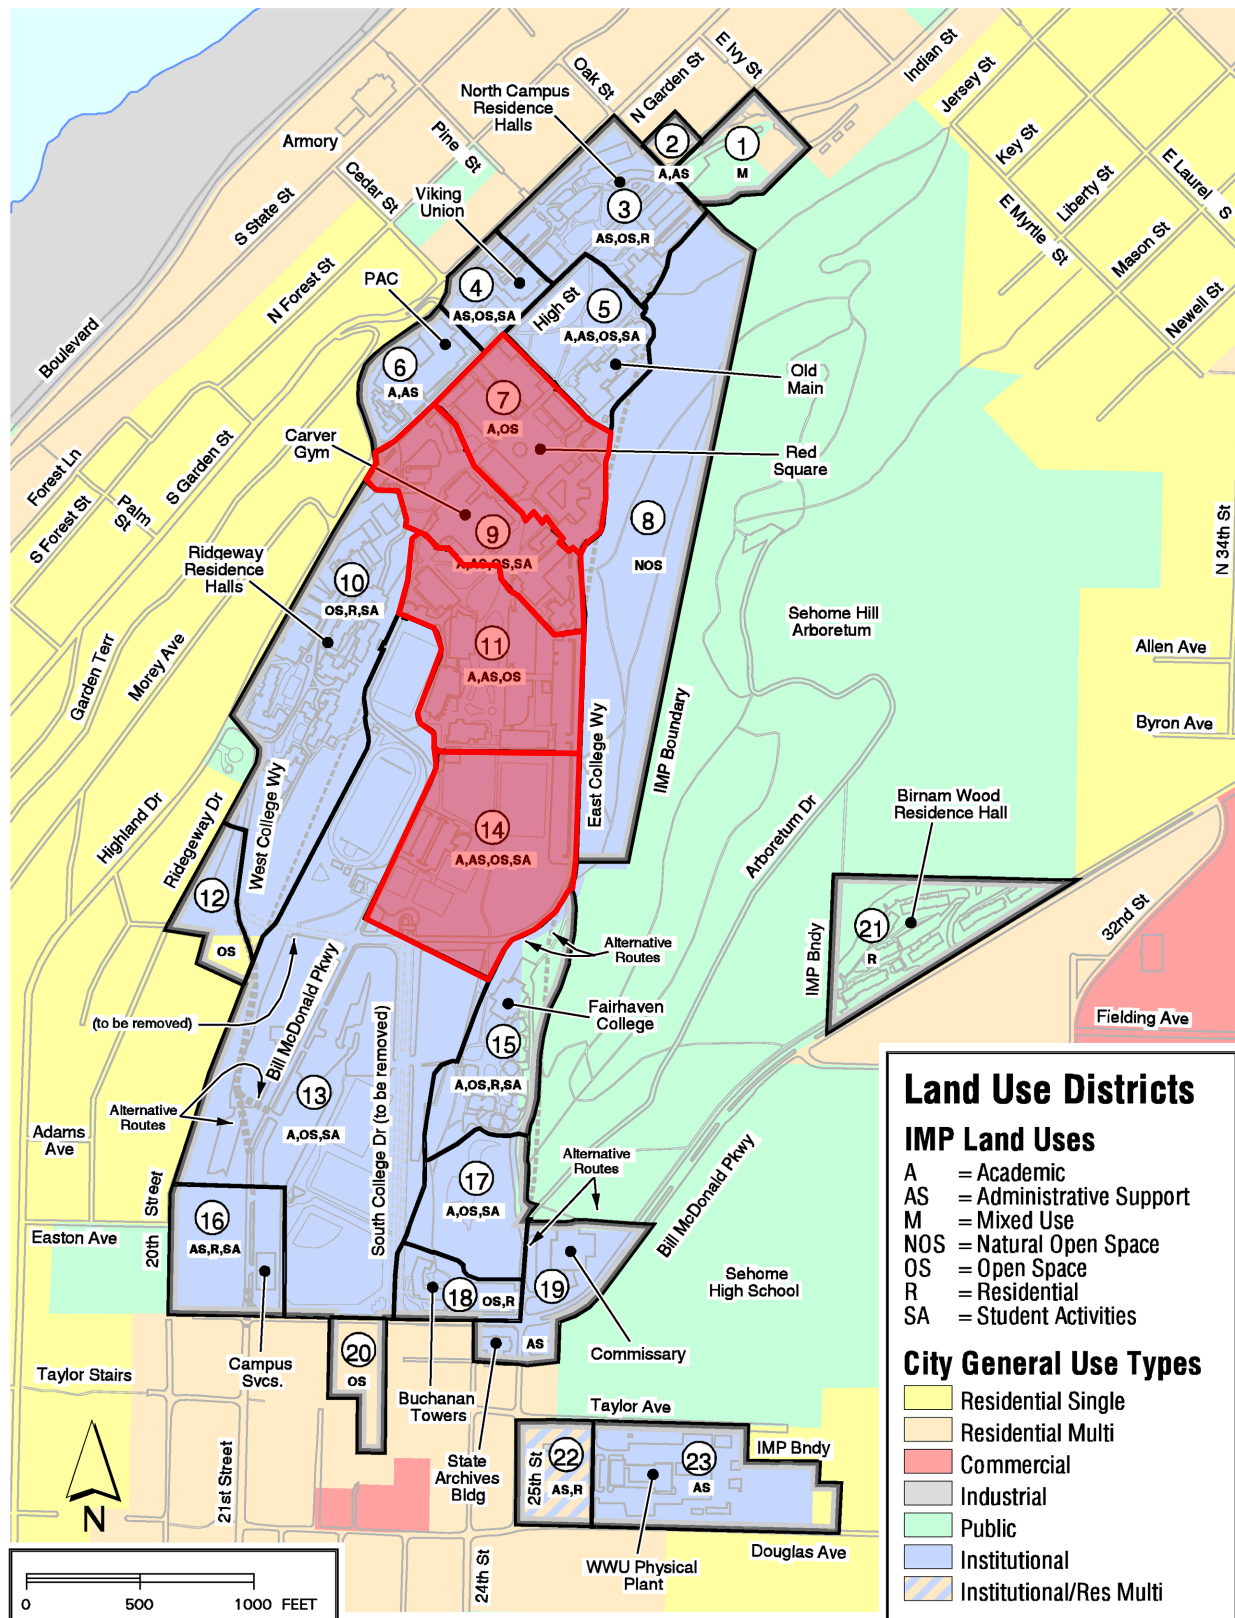 E Ivy St
Indian St
N Garden St
Oak St
Jersey St
North Campus
Residence
Halls
Key St
E Laurel S
Liberty St
E Myrtle St
Mason St
Newell St
Armory
Pine St
Cedar St
S State St
Viking
Union
PAC
N Forest St
Boulevard
1
M
2
A,AS
3
AS,OS,R
4
AS,OS,SA
High St
5
A,AS,OS,SA
6
A,AS
Old
Main
7
A,OS
Carver
Gym
Red
Square
Forest Ln
S Forest St
Palm St
S Garden St
8
NOS
9
A,AS,OS,SA
N 34th St
Ridgeway
Residence
Halls
10
OS,R,SA
Sehome Hill
Arboretum
11
A,AS,OS
Allen Ave
Byron Ave
Garden Terr
Morey Ave
East College Wy
IMP Boundary
West College Wy
Highland Dr
Ridegeway Dr
Arboretum Dr
Birnam Wood
Residence Hall
14
A,AS,OS,SA
12
OS
21
R
IMP Bndy
32nd St
Fielding Ave
Alternative
Routes
Fairhaven
College
(to be removed)
Bill McDonald Pkwy
South College Dr (to be removed)
13
A,OS,SA
15
A,OS,R,SA
Alternative
Routes
Adams
Ave
20th Street
Easton Ave
16
AS,R,SA
17
A,OS,SA
Alternative
Routes
Bill McDonald Pkwy
18
OS,R
19
AS
Commissary
Sehome
High School
20
OS
Campus
Svcs.
Buchanan
Towers
State
Archives
Bldg
Taylor Stairs
Taylor Ave
IMP Bndy
21st Street
24th St
25th St
22
AS,R
23
AS
WWU Physical
Plant
Douglas Ave
N
0 500 1000 FEET
Land Use Districts
IMP Land Uses
A = Academic
AS = Administrative Support
M = Mixed Use
NOS = Natural Open Space
OS = Open Space
R = Residential
SA = Student Activities
City General Use Types
Residential Single
Residential Multi
Commercial
Industrial
Public
Institutional
Institutional/Res Multi